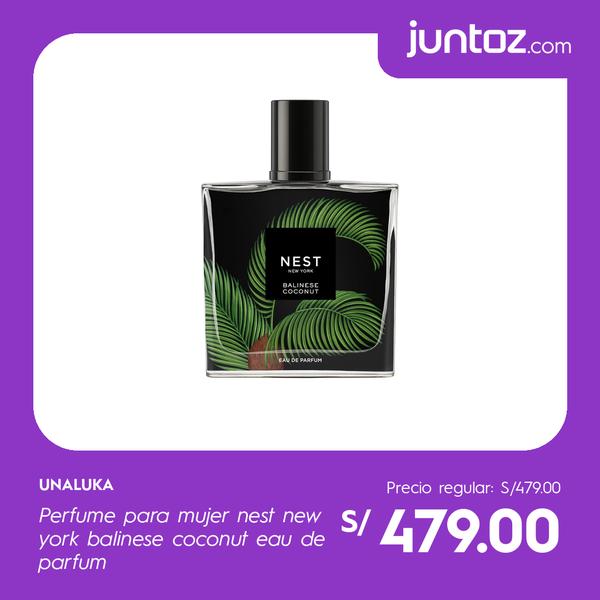 juntoz.com
NEST
NEW YORK
BALINESE
COCONUT
EAU DE PARFUM
UNALUKA
Perfume para mujer nest new
york balinese coconut eau de
parfum
Precio regular: S/479.00
S/ 479.00